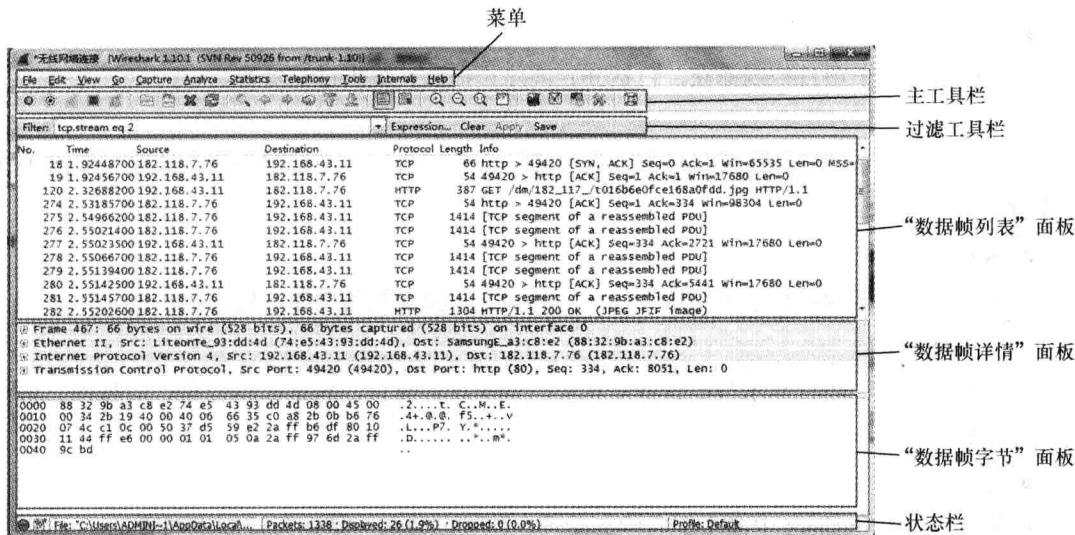 菜单
*无线网络连接 [Wireshark 1.10.1 (SVN Rev 50926 from /trunk-1.10)]
File Edit View Go Capture Analyze Statistics Telephony Tools Internals Help
主工具栏
Filter: tcp.stream eq 2 Expression... Clear Apply Save
过滤工具栏
No. Time Source Destination Protocol Length Info
18 1.92448700 182.118.7.76 192.168.43.11 TCP 66 http > 49420 [SYN, ACK] Seq=0 Ack=1 Win=65535 Len=0 MSS=
19 1.92456700 192.168.43.11 182.118.7.76 TCP 54 49420 > http [ACK] Seq=1 Ack=1 Win=17680 Len=0
120 2.32688200 192.168.43.11 182.118.7.76 HTTP 387 GET /dm/182_117_/t016b6e0fce168a0fdd.jpg HTTP/1.1
274 2.53185700 182.118.7.76 192.168.43.11 TCP 54 http > 49420 [ACK] Seq=1 Ack=334 Win=98304 Len=0
275 2.54966200 182.118.7.76 192.168.43.11 TCP 1414 [TCP segment of a reassembled PDU]
276 2.55021400 182.118.7.76 192.168.43.11 TCP 1414 [TCP segment of a reassembled PDU]
277 2.55023500 192.168.43.11 182.118.7.76 TCP 54 49420 > http [ACK] Seq=334 Ack=2721 Win=17680 Len=0
278 2.55066700 182.118.7.76 192.168.43.11 TCP 1414 [TCP segment of a reassembled PDU]
279 2.55139400 182.118.7.76 192.168.43.11 TCP 1414 [TCP segment of a reassembled PDU]
280 2.55142500 192.168.43.11 182.118.7.76 TCP 54 49420 > http [ACK] Seq=334 Ack=5441 Win=17680 Len=0
281 2.55145700 182.118.7.76 192.168.43.11 TCP 1414 [TCP segment of a reassembled PDU]
282 2.55202600 182.118.7.76 192.168.43.11 HTTP 1304 HTTP/1.1 200 OK (JPEG JFIF image)
“数据帧列表”面板
Frame 467: 66 bytes on wire (528 bits), 66 bytes captured (528 bits) on interface 0
Ethernet II, Src: LiteonTe_93:dd:4d (74:e5:43:93:dd:4d), Dst: SamsungE_a3:c8:e2 (88:32:9b:a3:c8:e2)
Internet Protocol Version 4, Src: 192.168.43.11 (192.168.43.11), Dst: 182.118.7.76 (182.118.7.76)
Transmission Control Protocol, Src Port: 49420 (49420), Dst Port: http (80), Seq: 334, Ack: 8051, Len: 0
“数据帧详情”面板
0000 88 32 9b a3 c8 e2 74 e5 43 93 dd 4d 08 00 45 00 .2....t. C..M..E.
0010 00 34 2b 19 40 00 40 06 66 35 c0 a8 2b 0b b6 76 .4+.@.@. f5..+..v
0020 07 4c c1 0c 00 50 37 d5 59 e2 2a ff b6 df 80 10 .L...P7. Y.*.....
0030 11 44 ff e6 00 00 01 01 05 0a 2a ff 97 6d 2a ff .D...... ..*..m*.
0040 9c bd ..
“数据帧字节”面板
File: "C:\Users\ADMINI~1\AppData\Local\... Packets: 1338 · Displayed: 26 (1.9%) · Dropped: 0 (0.0%) Profile: Default
状态栏